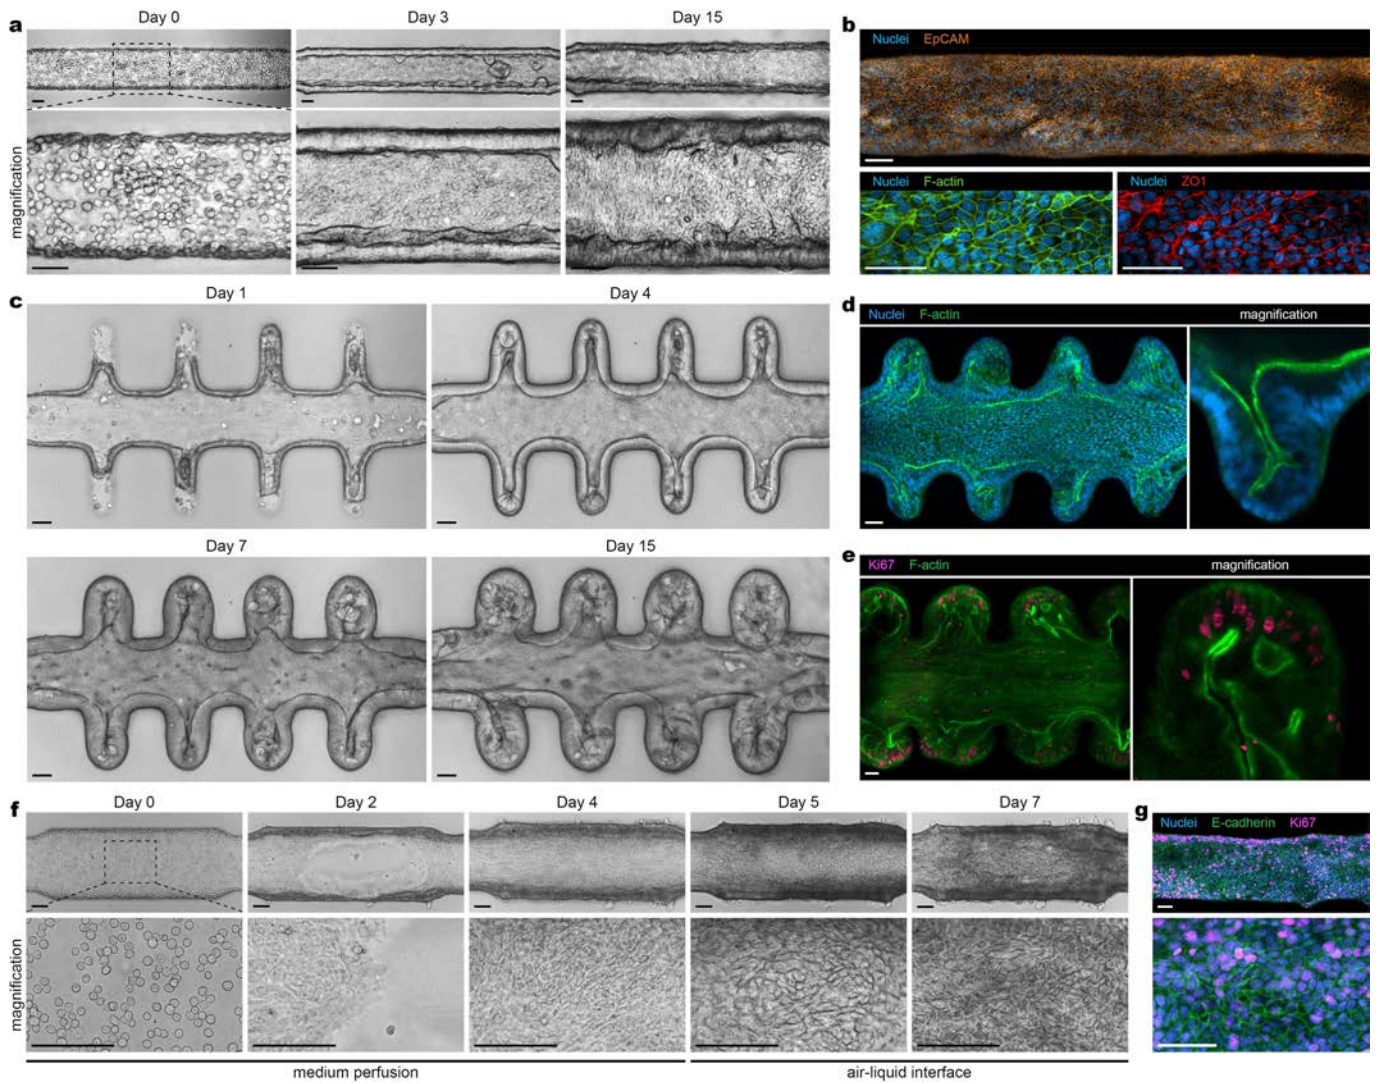 a
Day 0
Day 3
Day 15
magnification
b
Nuclei EpCAM
Nuclei F-actin
Nuclei ZO1
c
Day 1
Day 4
Day 7
Day 15
d
Nuclei F-actin
magnification
e
Ki67 F-actin
magnification
f
Day 0
Day 2
Day 4
Day 5
Day 7
magnification
medium perfusion
air-liquid interface
g
Nuclei E-cadherin Ki67